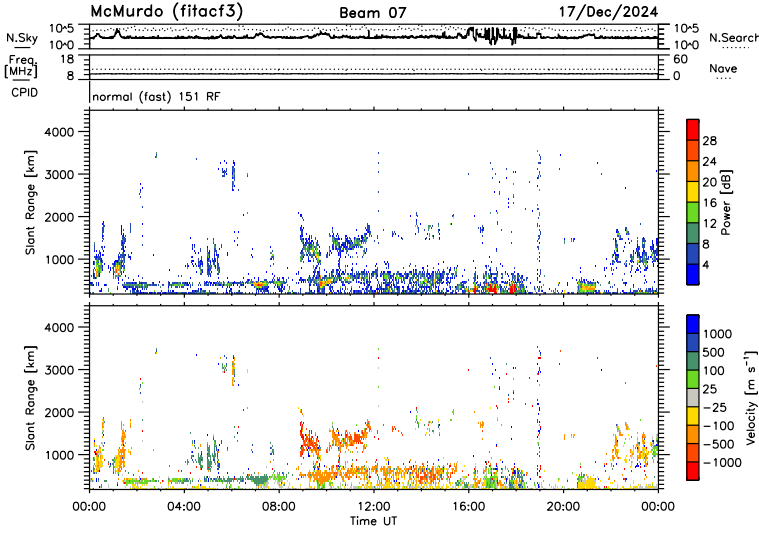 McMurdo (fitacf3) Beam 07 17/Dec/2024
N.Sky 10^5 10^0 10^5 10^0 N.Search
Freq. [MHz] 18 8 60 0 Nave
CPID normal (fast) 151 RF
Slant Range [km] 4000 3000 2000 1000
Power [dB] 28 24 20 16 12 8 4
Slant Range [km] 4000 3000 2000 1000
Velocity [m s⁻¹] 1000 500 100 25 −25 −100 −500 −1000
00:00 04:00 08:00 12:00 16:00 20:00 00:00
Time UT